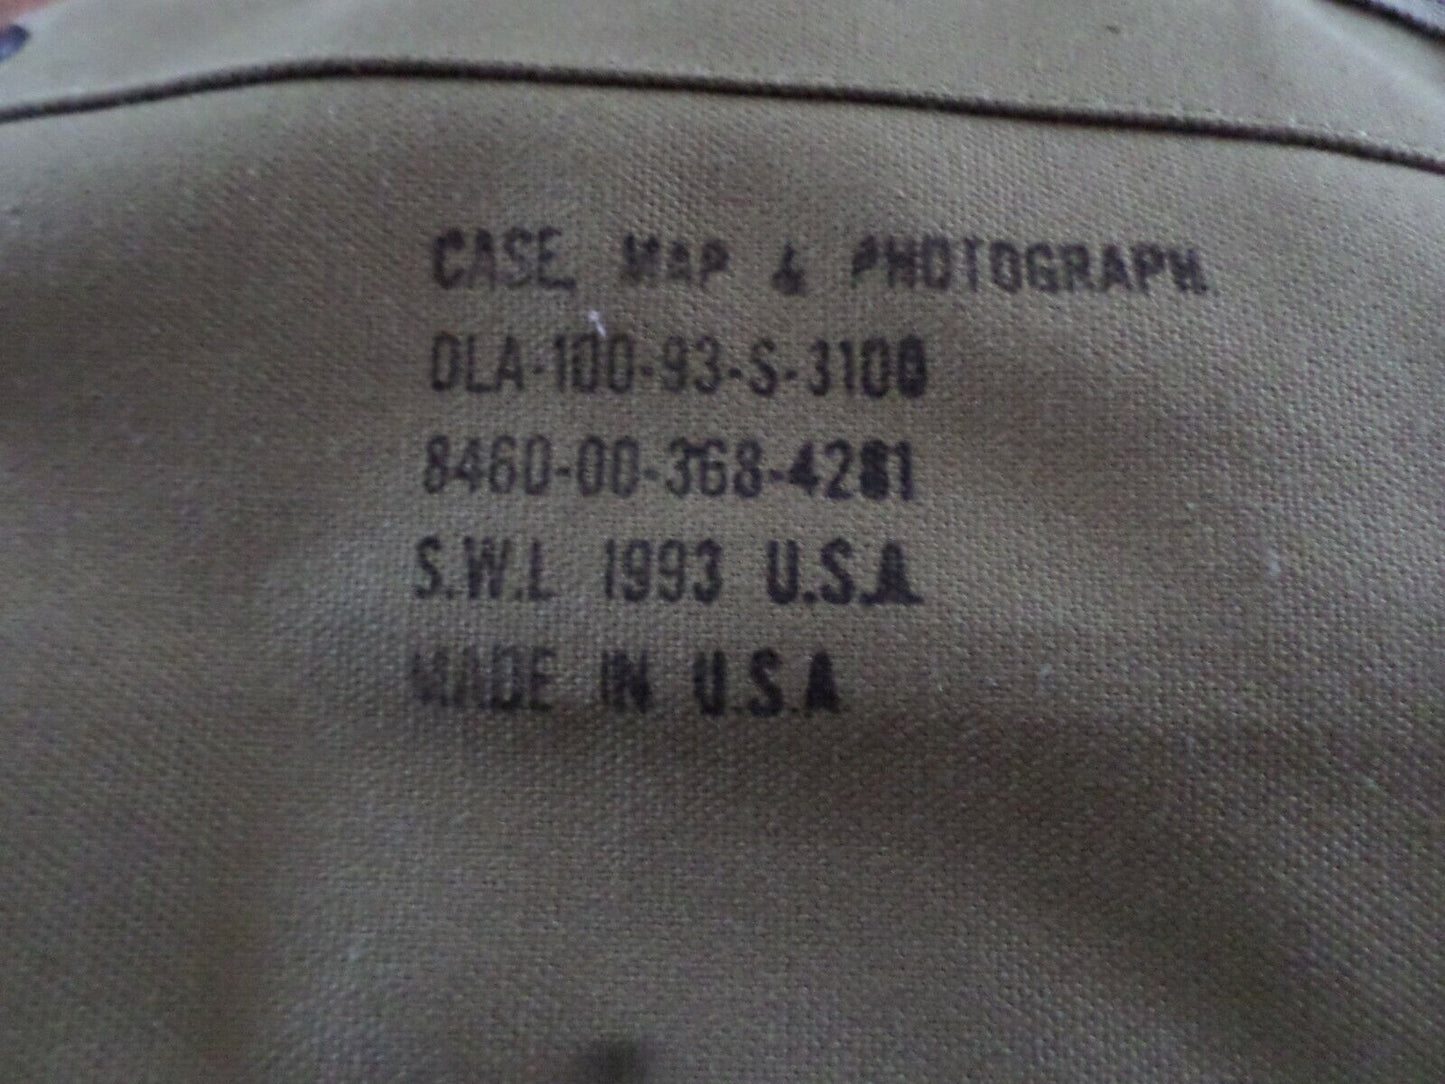 CASE, MAP & PHOTOGRAPH.
DLA-100-93-S-3100
8460-00-368-4281
S.W.L 1993 U.S.A.
MADE IN U.S.A